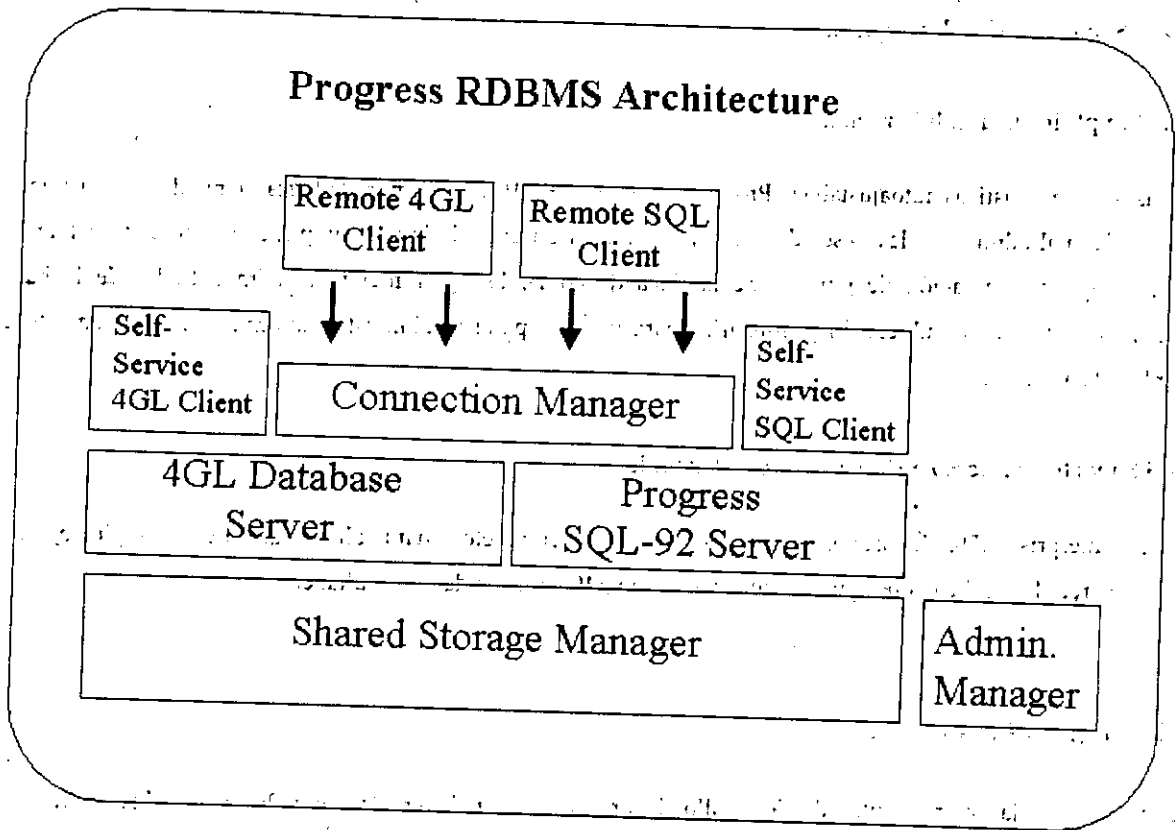 Progress RDBMS Architecture
Remote 4GL
Client
Remote SQL
Client
Self-
Service
4GL Client
Connection Manager
Self-
Service
SQL Client
4GL Database
Server
Progress
SQL-92 Server
Shared Storage Manager
Admin.
Manager